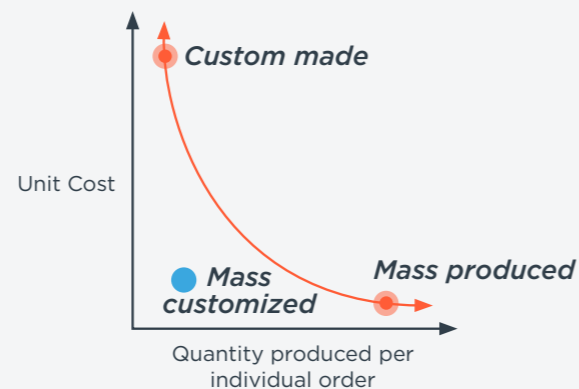 Custom made
Unit Cost
Mass produced
Mass
customized
Quantity produced per
individual order